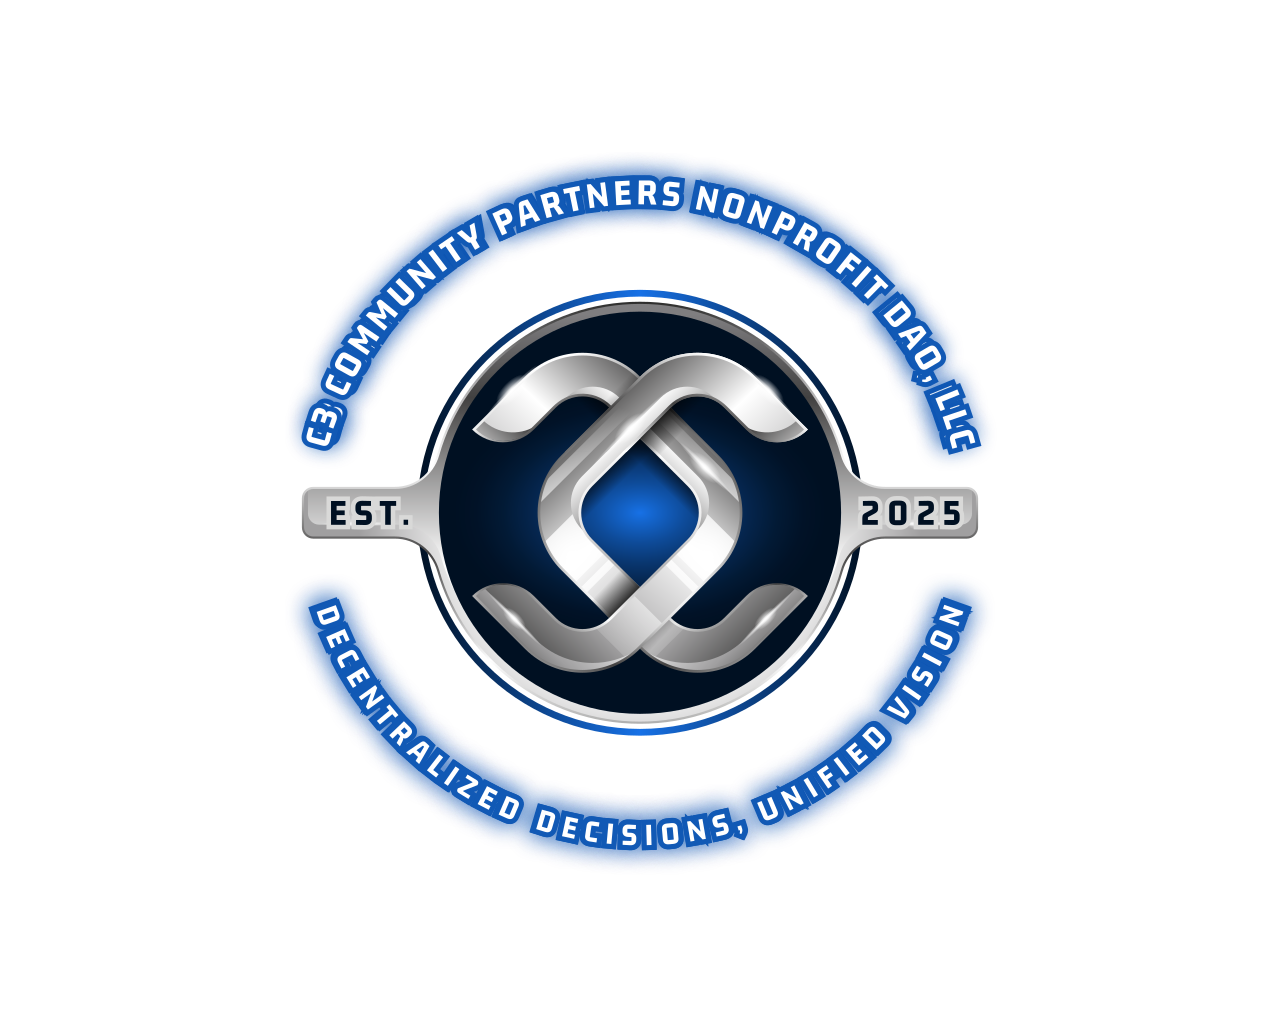 C3 COMMUNITY PARTNERS NONPROFIT DAO, LLC
EST. 2025
DECENTRALIZED DECISIONS, UNIFIED VISION